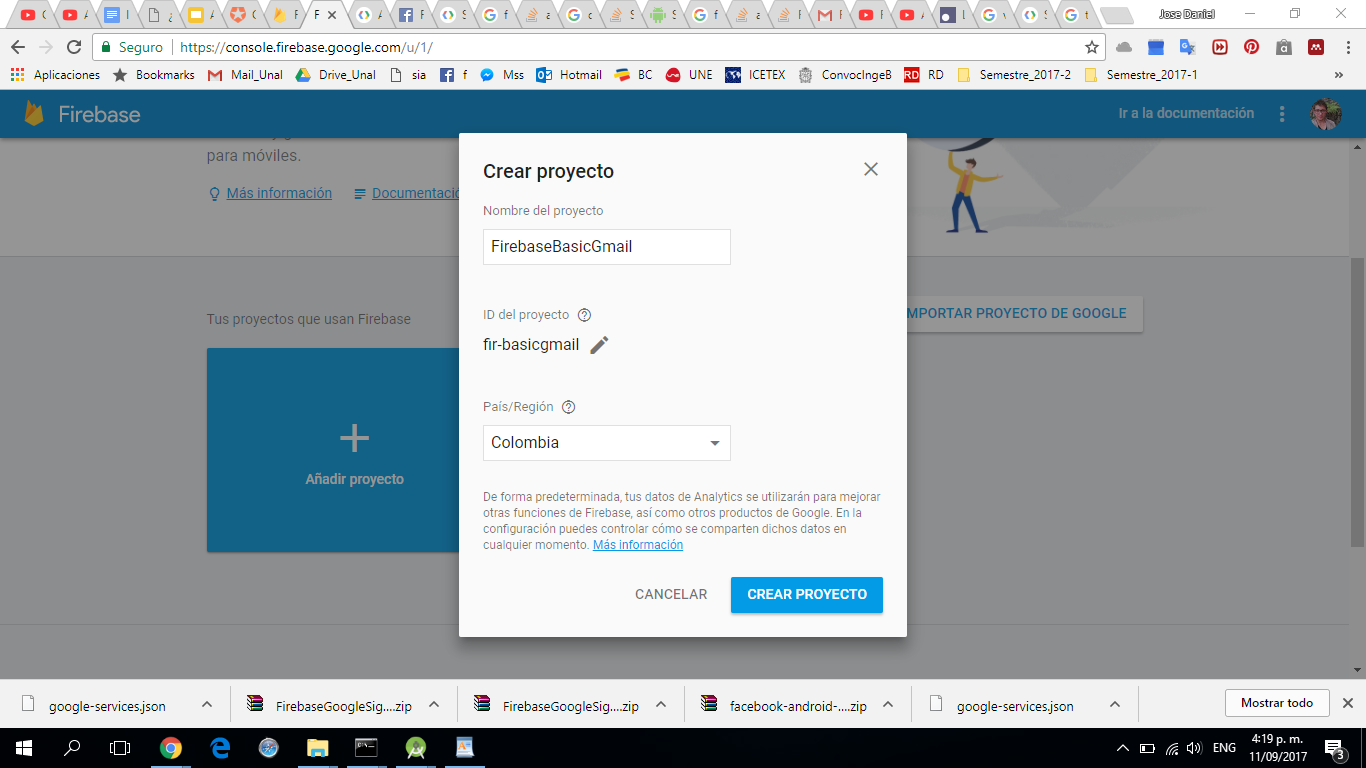 Jose Daniel
Seguro
https://console.firebase.google.com/u/1/
Aplicaciones
Bookmarks
Mail_Unal
Drive_Unal
sia
f
Mss
Hotmail
BC
UNE
ICETEX
ConvocIngeB
RD
RD
Semestre_2017-2
Semestre_2017-1
»
Firebase
Ir a la documentación
para móviles.
Más información
Crear proyecto
Nombre del proyecto
FirebaseBasicGmail
ID del proyecto
fir-basicgmail
País/Región
Colombia
De forma predeterminada, tus datos de Analytics se utilizarán para mejorar
otras funciones de Firebase, así como otros productos de Google. En la
configuración puedes controlar cómo se comparten dichos datos en
cualquier momento. Más información
CANCELAR
CREAR PROYECTO
Tus proyectos que usan Firebase
MPORTAR PROYECTO DE GOOGLE
Añadir proyecto
google-services.json
FirebaseGoogleSig....zip
FirebaseGoogleSig....zip
facebook-android-....zip
google-services.json
Mostrar todo
ENG
4:19 p. m.
11/09/2017
3